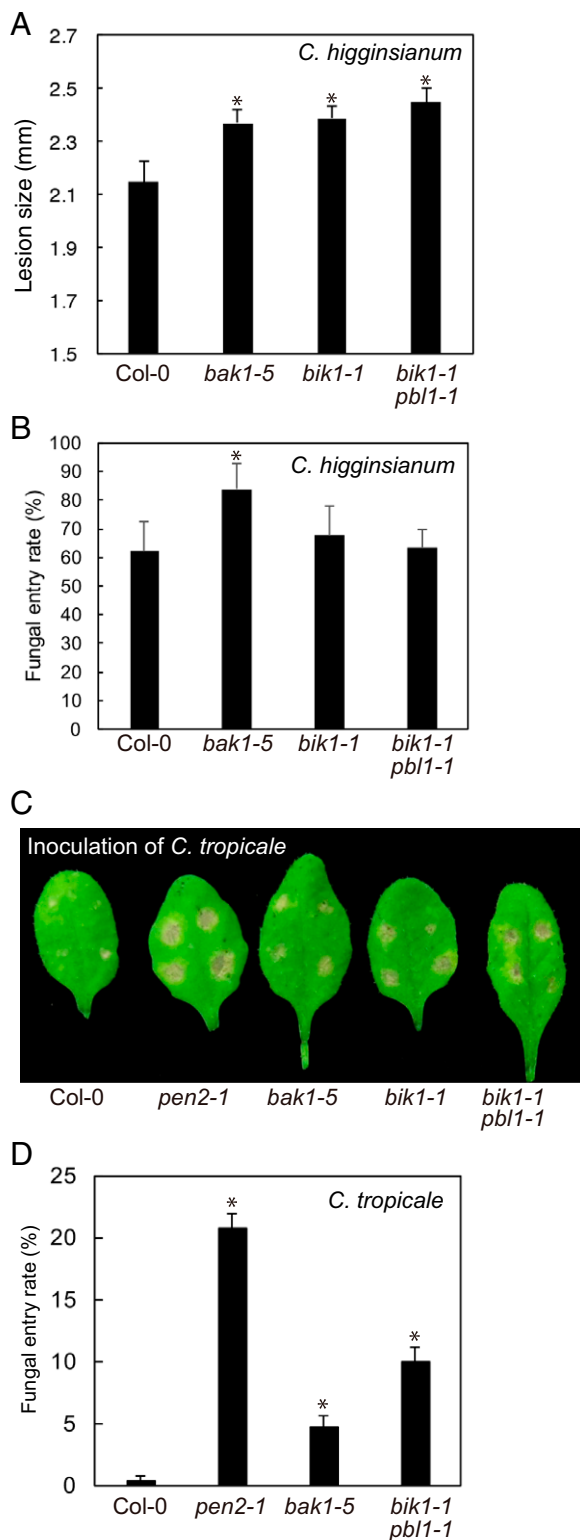 A
2.7
2.5
2.3
2.1
1.9
1.7
1.5
Lesion size (mm)
C. higginsianum
*
*
*
Col-0
bak1-5
bik1-1
bik1-1
pbl1-1
B
100
90
80
70
60
50
40
30
20
10
0
Fungal entry rate (%)
C. higginsianum
*
Col-0
bak1-5
bik1-1
bik1-1
pbl1-1
C
Inoculation of C. tropicale
Col-0
pen2-1
bak1-5
bik1-1
bik1-1
pbl1-1
D
25
20
15
10
5
0
Fungal entry rate (%)
C. tropicale
*
*
*
Col-0
pen2-1
bak1-5
bik1-1
pbl1-1